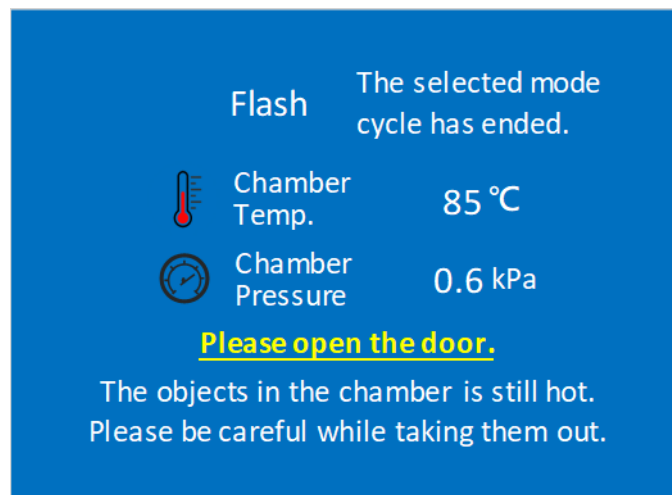 Flash
The selected mode
cycle has ended.
Chamber
Temp.
85 ℃
Chamber
Pressure
0.6 kPa
Please open the door.
The objects in the chamber is still hot.
Please be careful while taking them out.